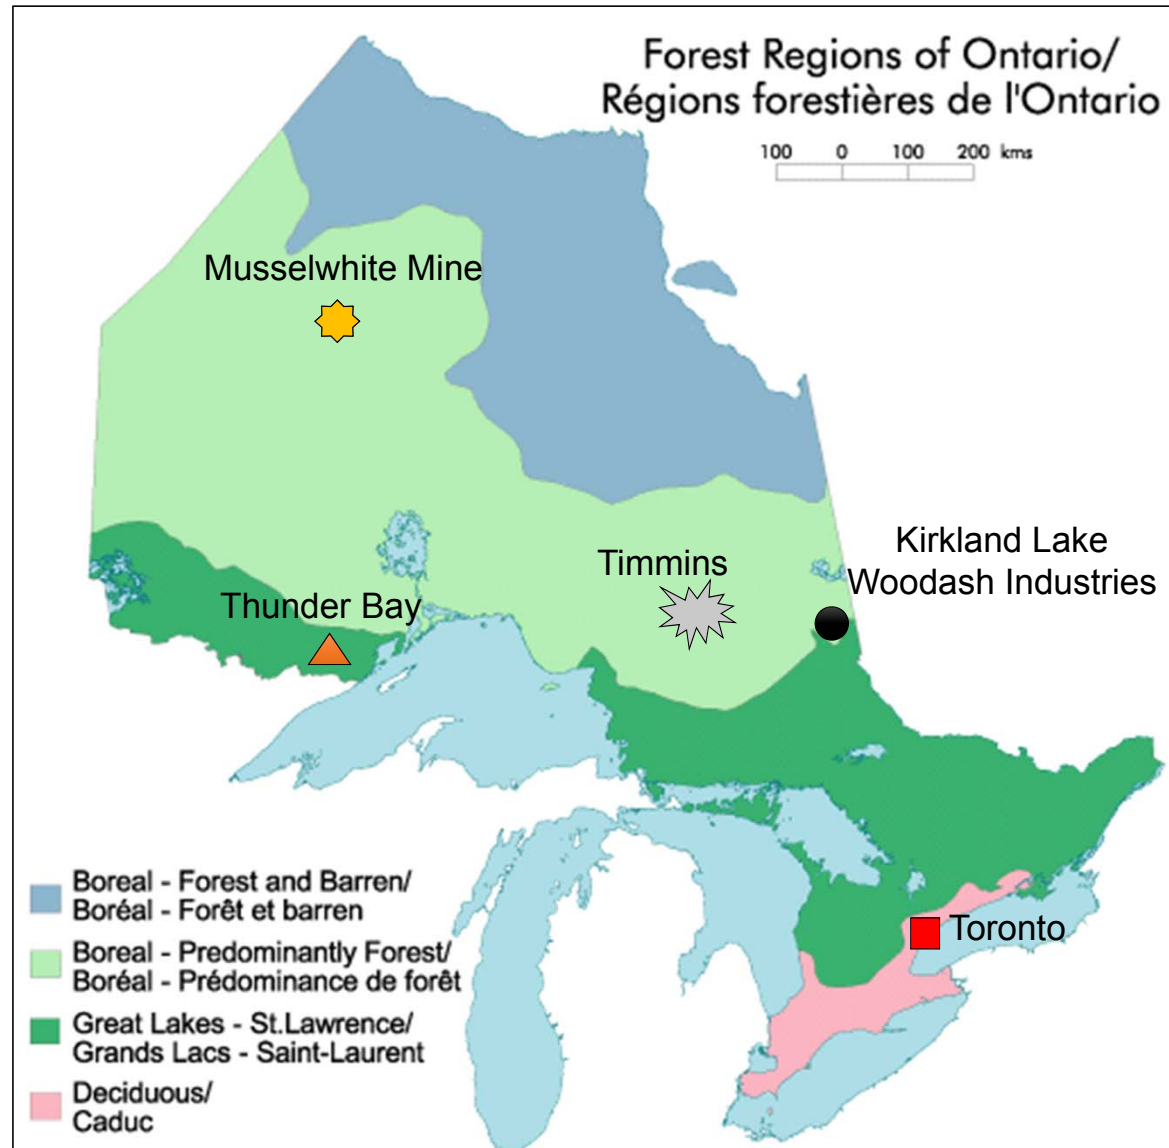 Forest Regions of Ontario/
Régions forestières de l'Ontario
100 0 100 200 kms
Musselwhite Mine
Kirkland Lake
Woodash Industries
Timmins
Thunder Bay
Boreal - Forest and Barren/
Boréal - Forêt et barren
Boreal - Predominantly Forest/
Boréal - Prédominance de forêt
Toronto
Great Lakes - St.Lawrence/
Grands Lacs - Saint-Laurent
Deciduous/
Caduc